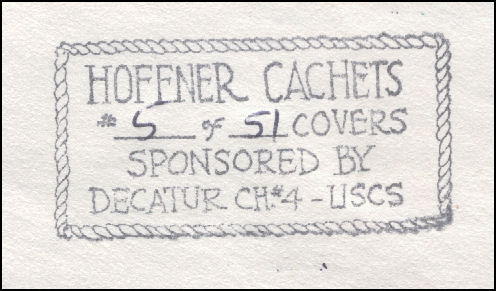 HOFFNER CACHETS
# 5 of 51 COVERS
SPONSORED BY
DECATUR CH.#4 - USCS